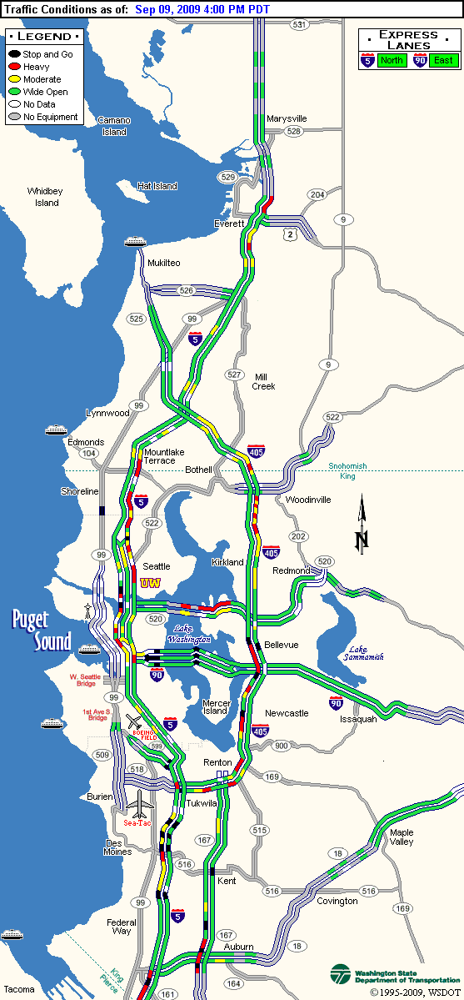 Traffic Conditions as of: Sep 09, 2009 4:00 PM PDT
· LEGEND ·
Stop and Go
Heavy
Moderate
Wide Open
No Data
No Equipment
531
· EXPRESS LANES ·
5 North 90 East
Camano
Island
Marysville
528
Whidbey
Island
Hat Island
529
204
9
Everett
2
Mukilteo
526
525
99
5
9
527
Mill
Creek
99
Lynnwood
522
Edmonds
104
Mountlake
Terrace
405
Bothell
Snohomish
King
Shoreline
5
Woodinville
522
N
202
99
405
Seattle
Kirkland
520
Redmond
UW
Puget
Sound
520
Lake
Washington
Bellevue
Lake
Sammamish
90
W. Seattle
Bridge
99
Mercer
Island
90
1st Ave S.
Bridge
Newcastle
Issaquah
5
BOEING
FIELD
405
599
900
509
Renton
518
169
Burien
Tukwila
Sea-Tac
515
Maple
Valley
Des
Moines
167
18
516
Kent
516
516
99
Covington
169
5
Federal
Way
167
Auburn
18
King
Pierce
164
Tacoma
161
Washington State
Department of Transportation
©1995-2009, WSDOT